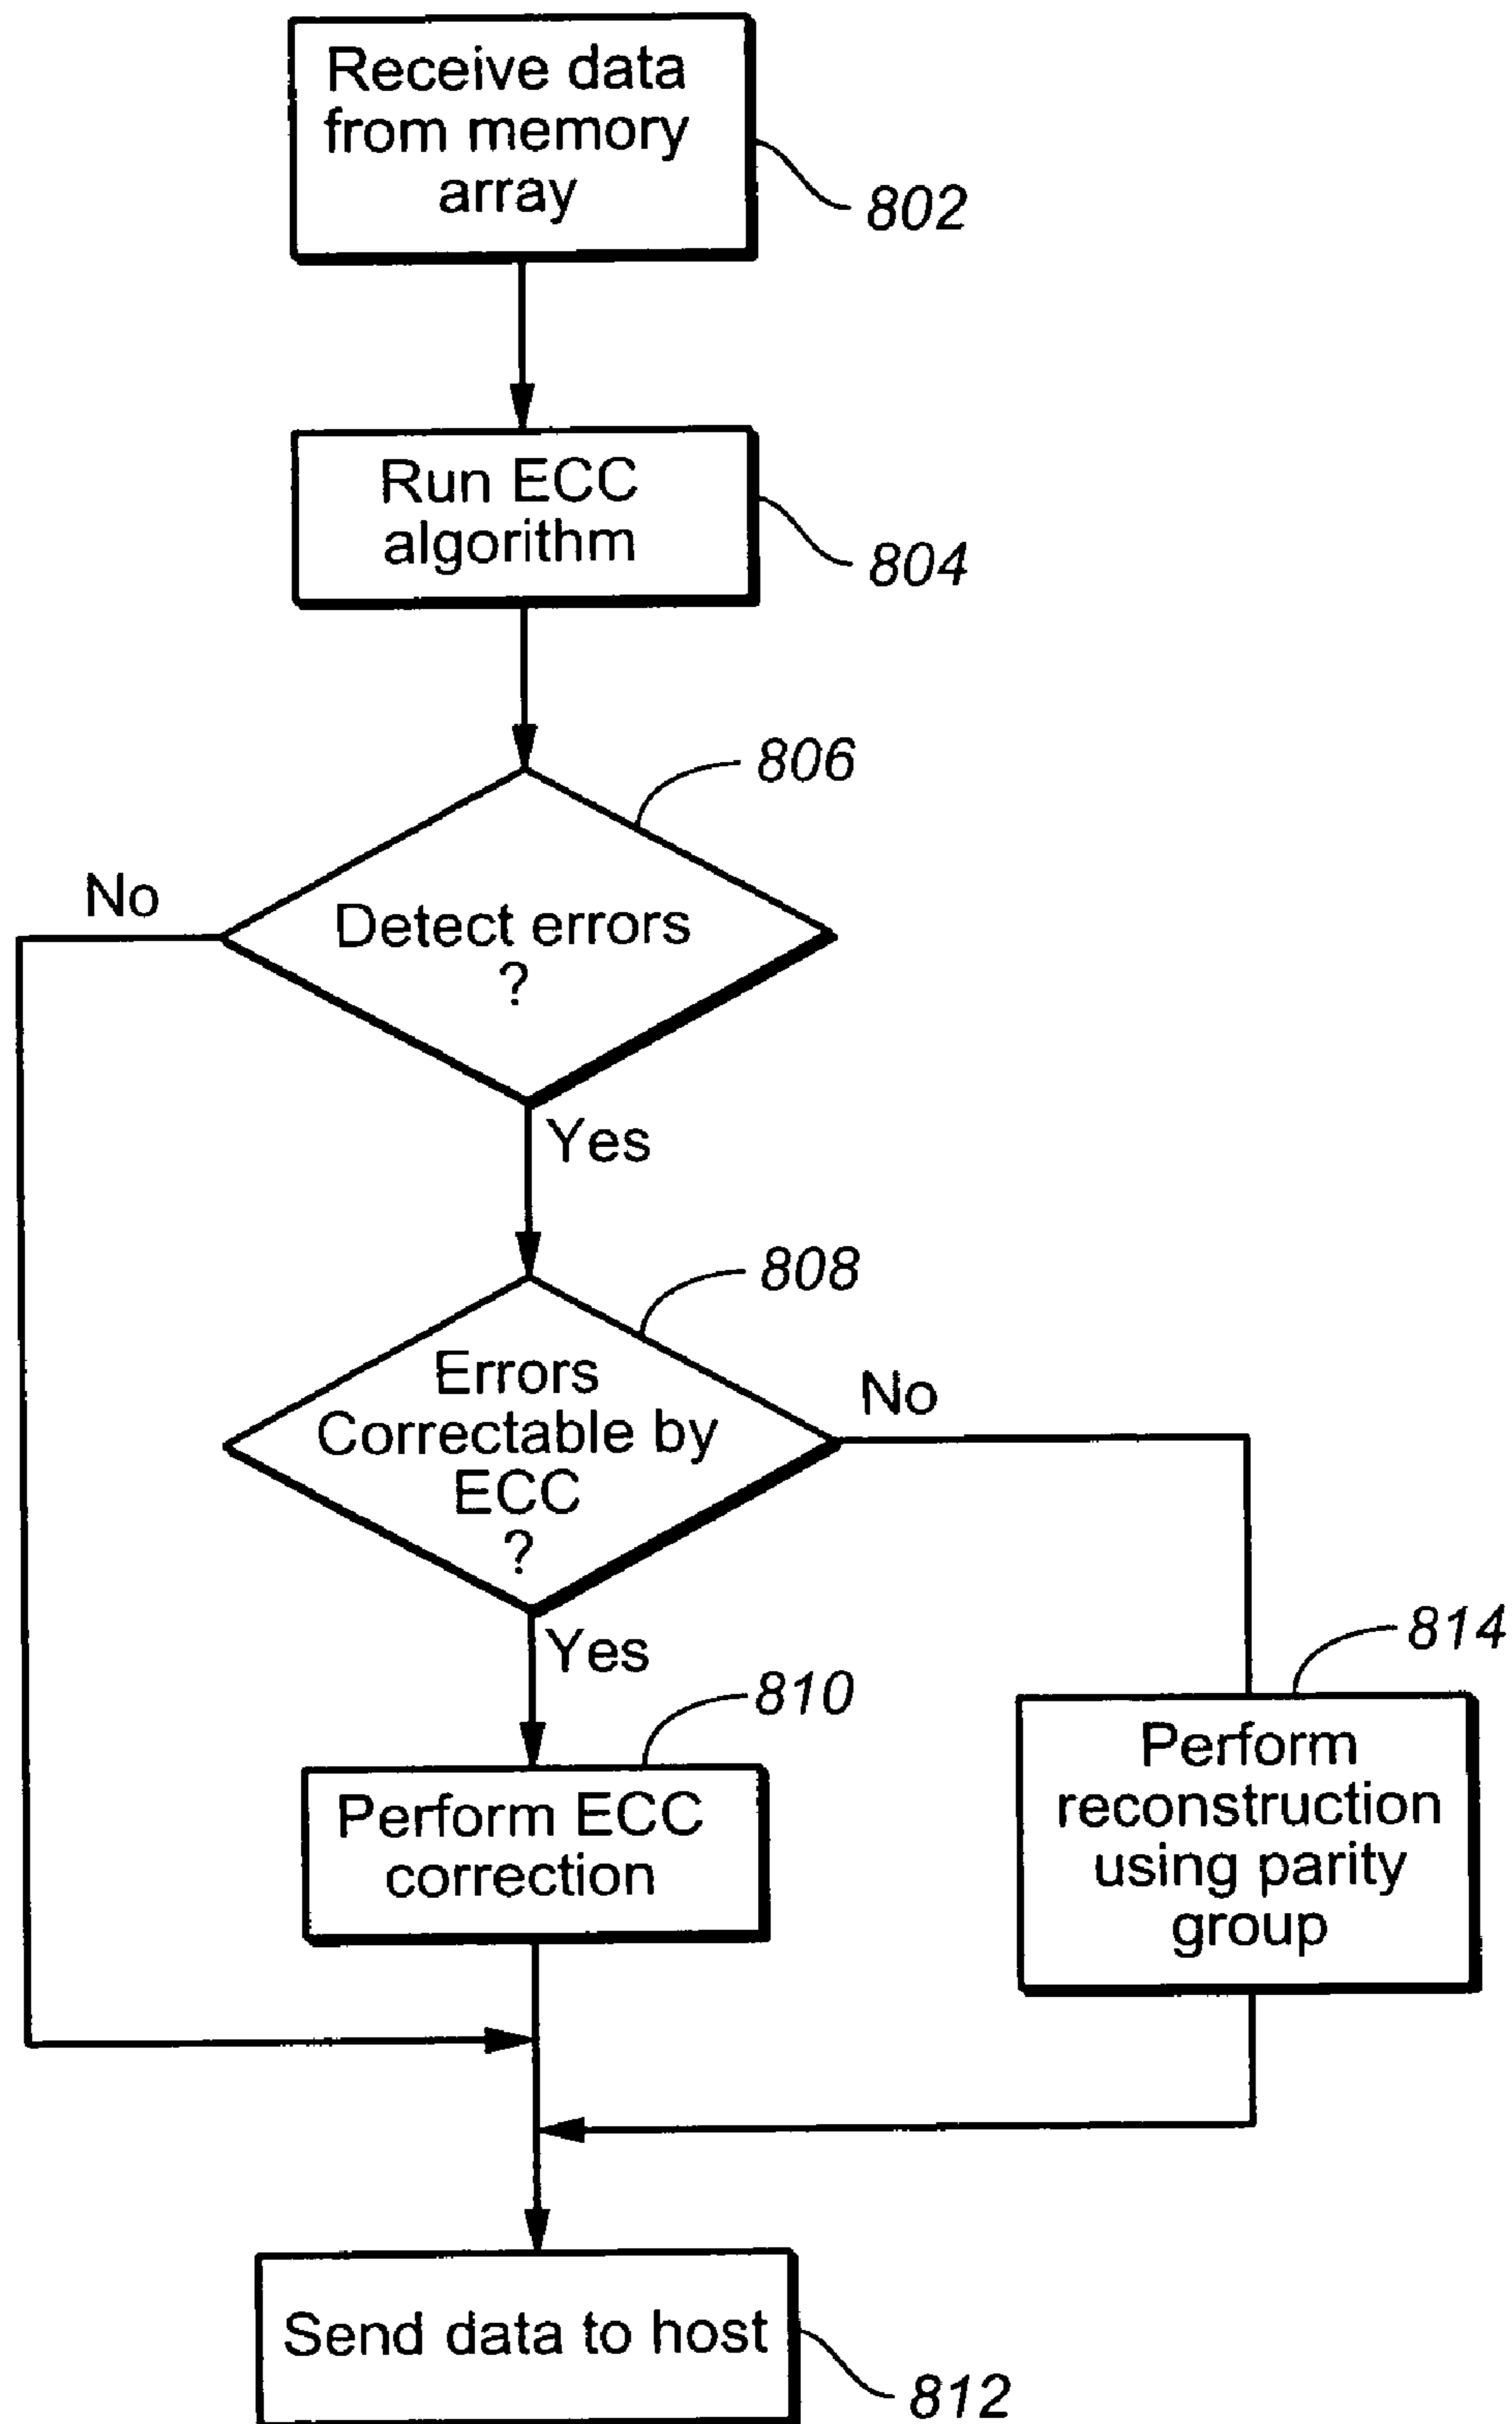 Receive data
from memory
array
802
Run ECC
algorithm
804
806
No
Detect errors
?
Yes
808
Errors
Correctable by
ECC
?
No
Yes
814
810
Perform ECC
correction
Perform
reconstruction
using parity
group
Send data to host
812